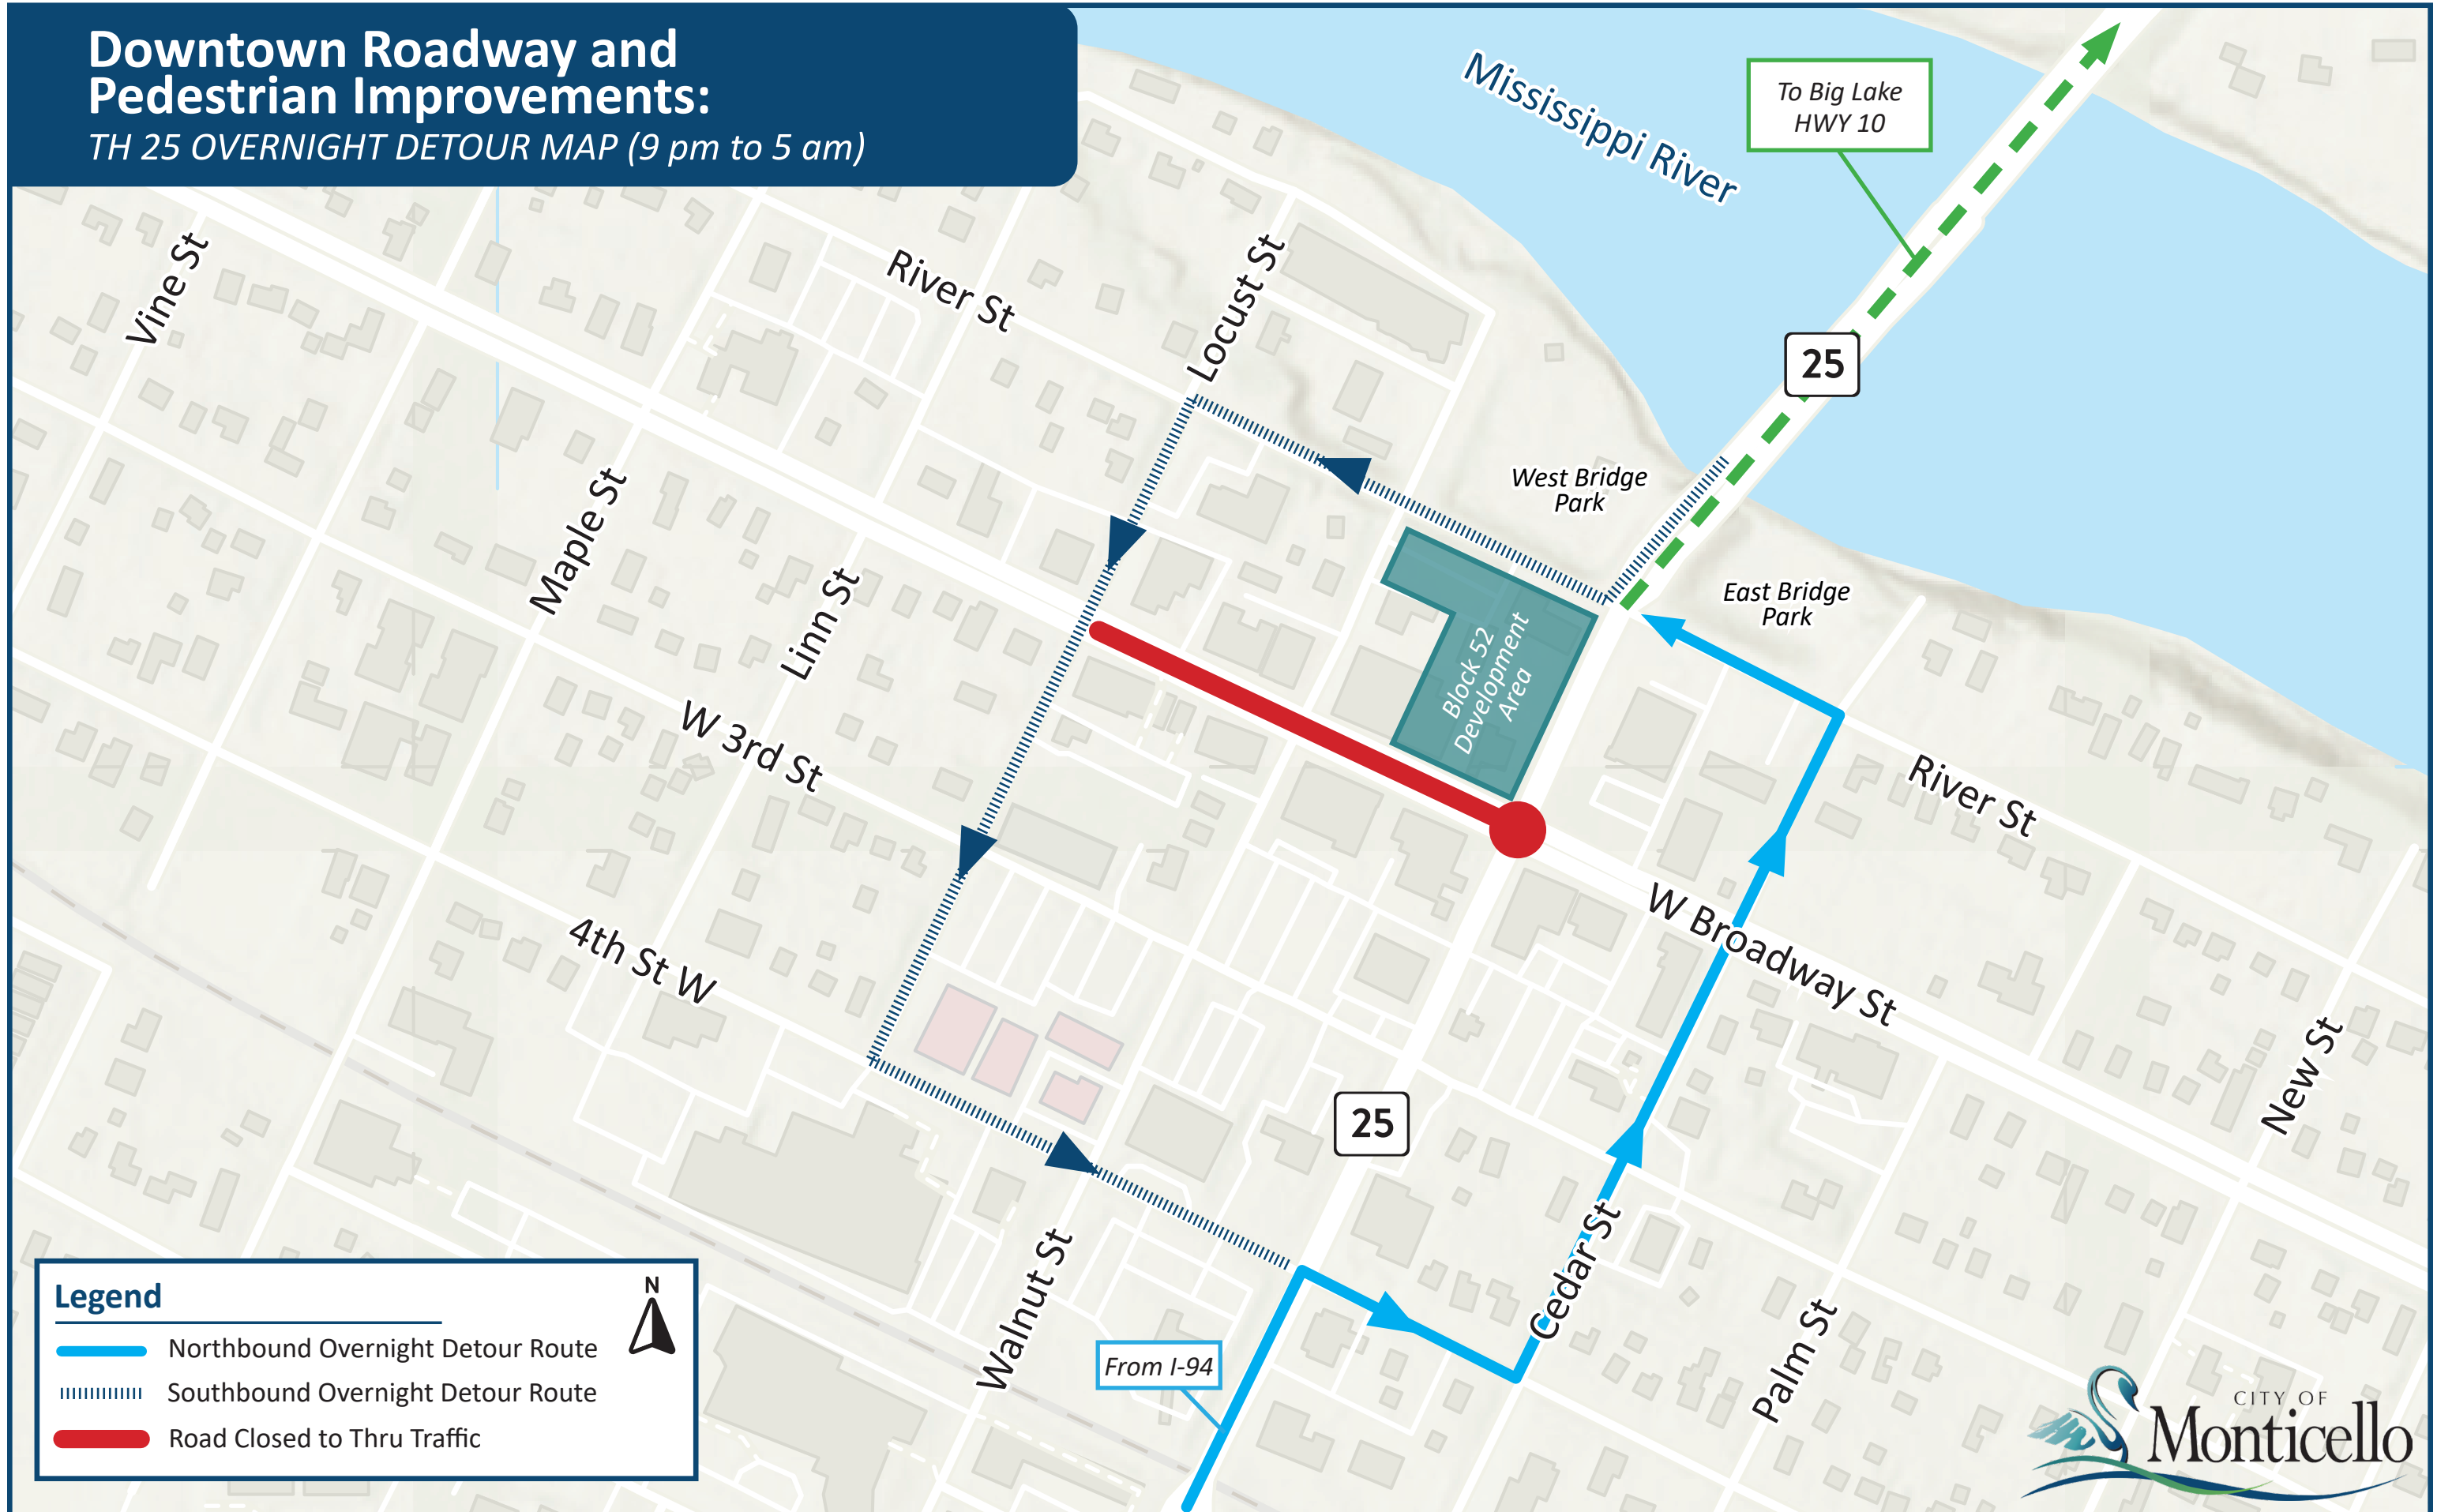 Downtown Roadway and
Pedestrian Improvements:
TH 25 OVERNIGHT DETOUR MAP (9 pm to 5 am)
Mississippi River
To Big Lake
HWY 10
Vine St
River St
Locust St
25
West Bridge
Park
East Bridge
Park
Maple St
Linn St
Block 52
Development
Area
W 3rd St
River St
W Broadway St
4th St W
New St
25
Cedar St
Walnut St
Palm St
From I-94
Legend
N
Northbound Overnight Detour Route
Southbound Overnight Detour Route
Road Closed to Thru Traffic
CITY OF
Monticello